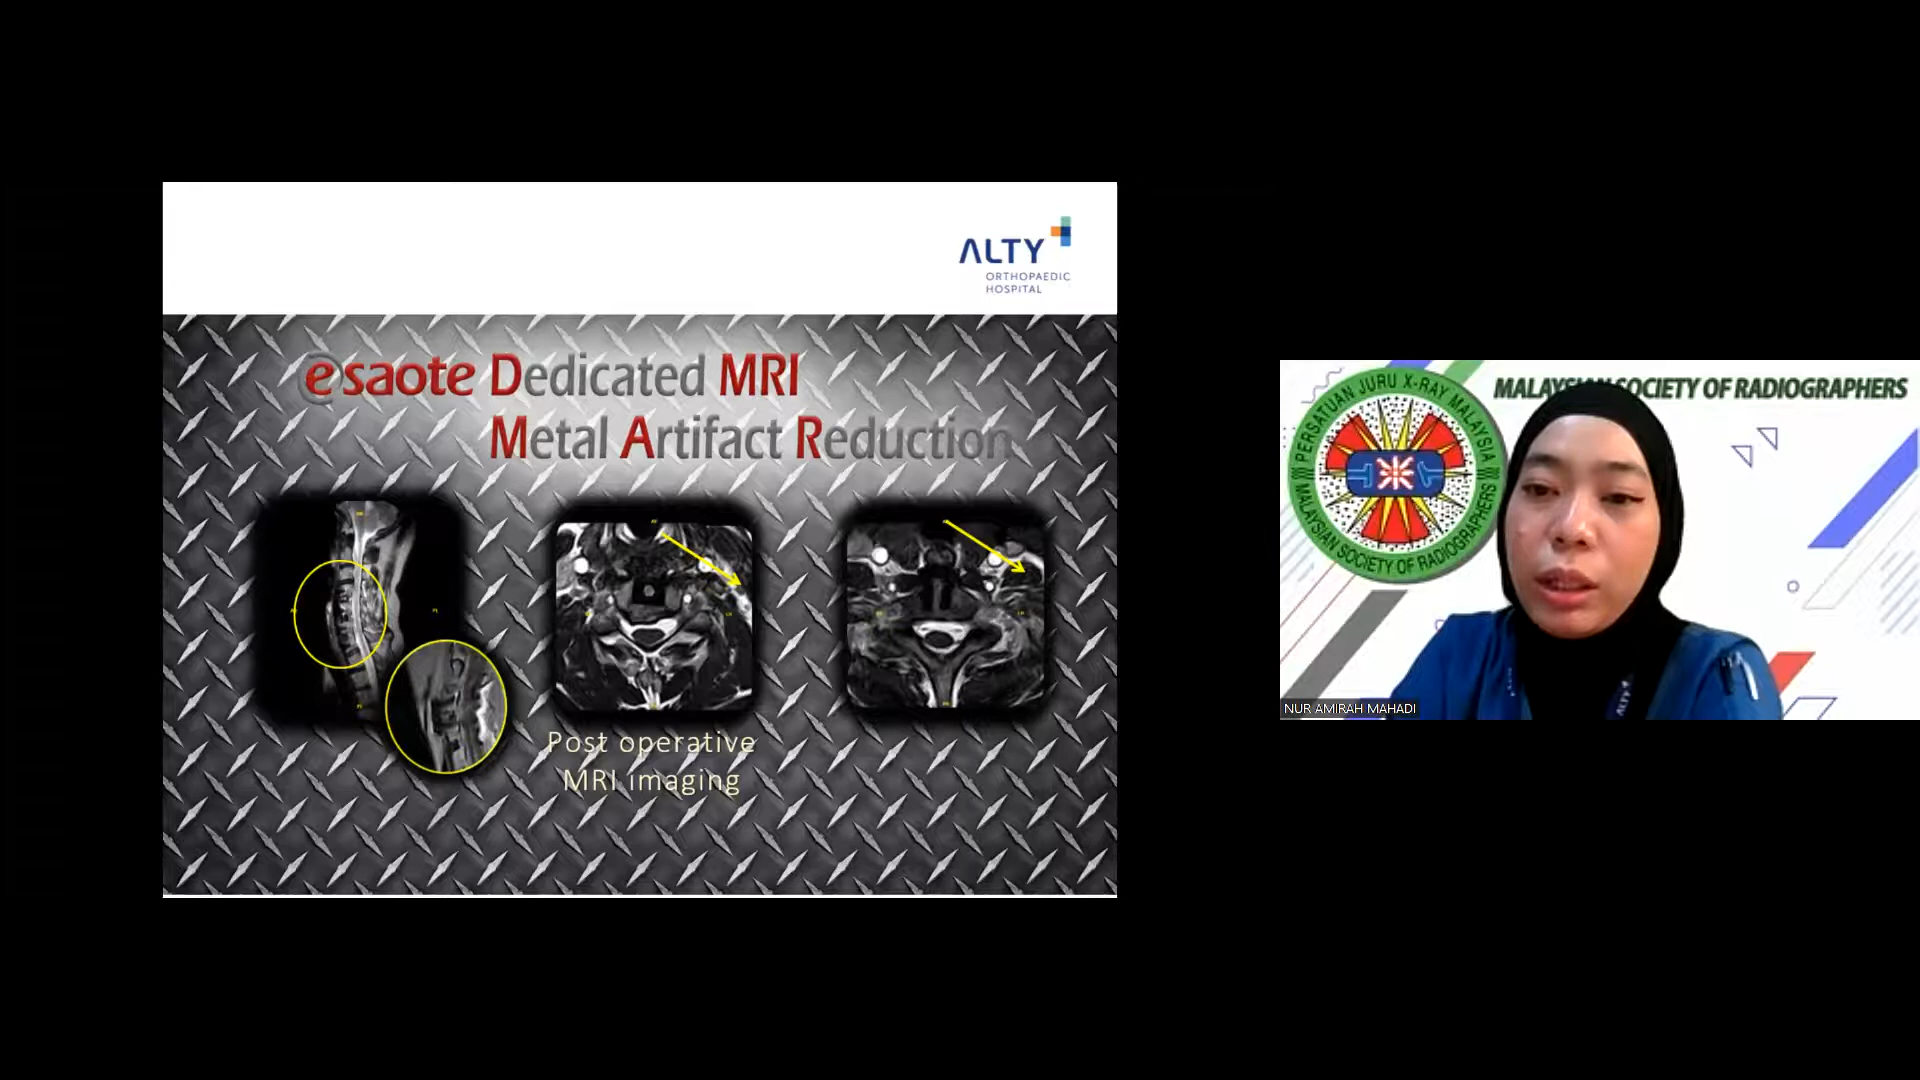 ALTY
ORTHOPAEDIC
HOSPITAL
esaote Dedicated MRI
Metal Artifact Reduction
Post operative
MRI imaging
MALAYSIAN SOCIETY OF RADIOGRAPHERS
PERSATUAN JURU X-RAY MALAYSIA
MALAYSIAN SOCIETY OF RADIOGRAPHERS
NUR AMIRAH MAHADI